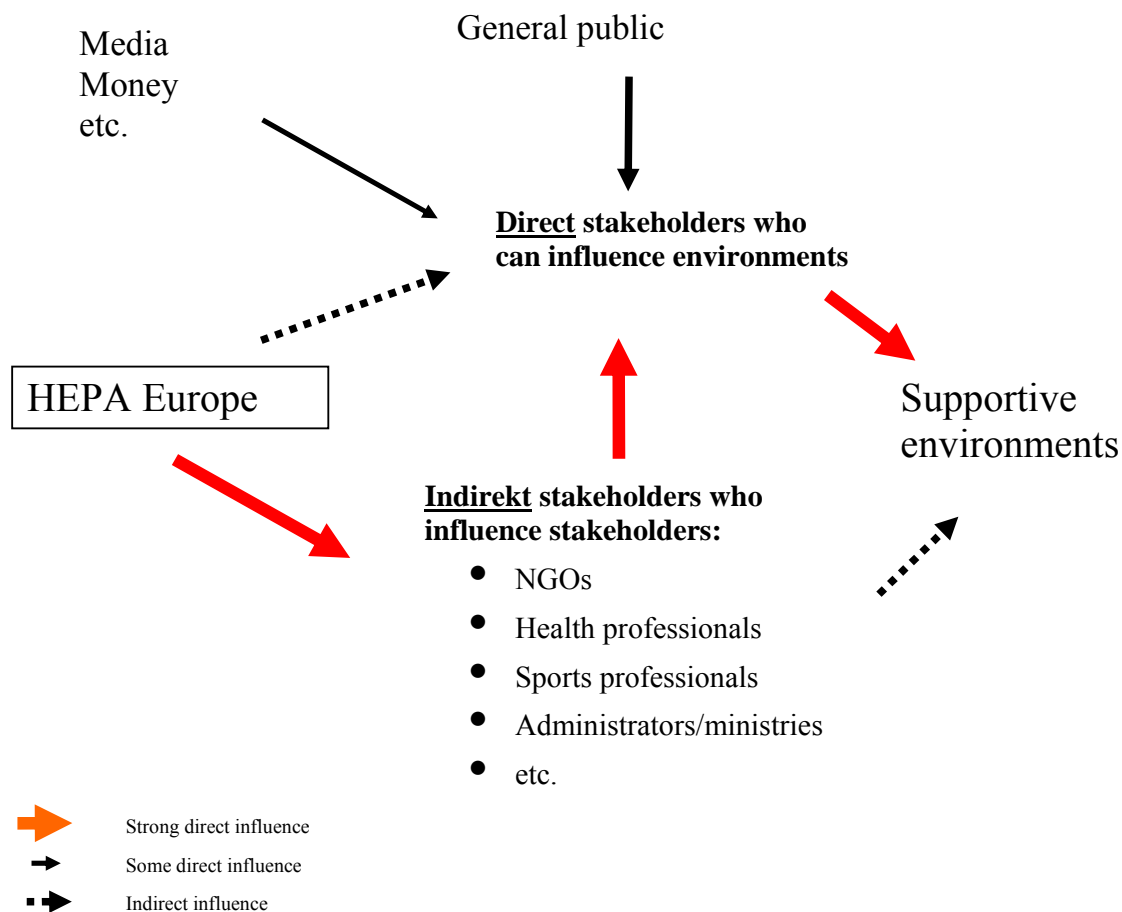 Media
Money
etc.
General public
Direct stakeholders who
can influence environments
HEPA Europe
Supportive
environments
Indirekt stakeholders who
influence stakeholders:
• NGOs
• Health professionals
• Sports professionals
• Administrators/ministries
• etc.
Strong direct influence
Some direct influence
Indirect influence